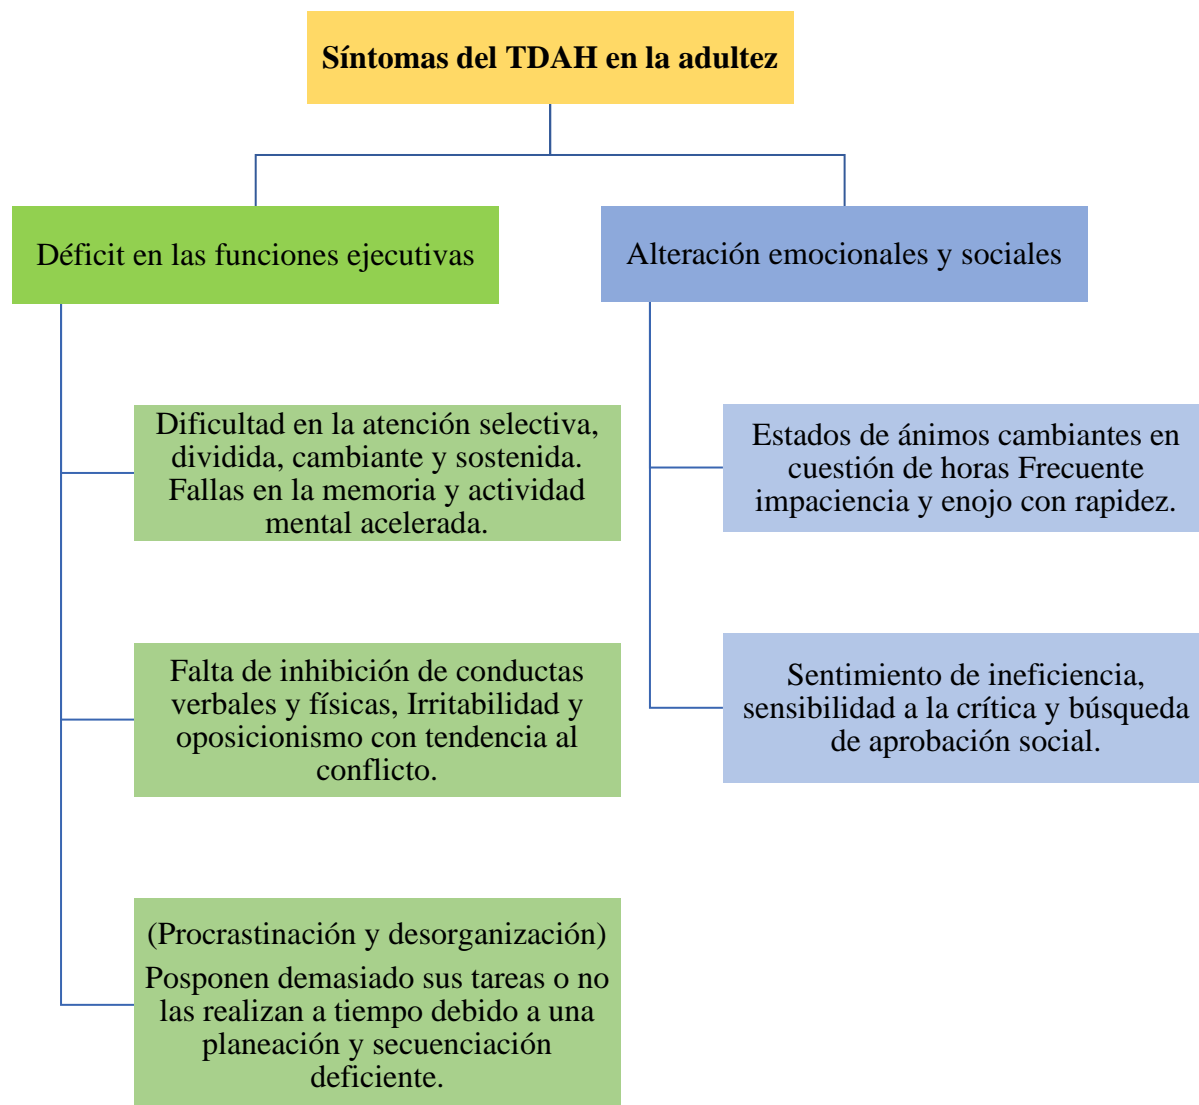 Síntomas del TDAH en la adultez
Déficit en las funciones ejecutivas
Dificultad en la atención selectiva,
dividida, cambiante y sostenida.
Fallas en la memoria y actividad
mental acelerada.
Falta de inhibición de conductas
verbales y físicas, Irritabilidad y
oposicionismo con tendencia al
conflicto.
(Procrastinación y desorganización)
Posponen demasiado sus tareas o no
las realizan a tiempo debido a una
planeación y secuenciación
deficiente.
Alteración emocionales y sociales
Estados de ánimos cambiantes en
cuestión de horas Frecuente
impaciencia y enojo con rapidez.
Sentimiento de ineficiencia,
sensibilidad a la crítica y búsqueda
de aprobación social.